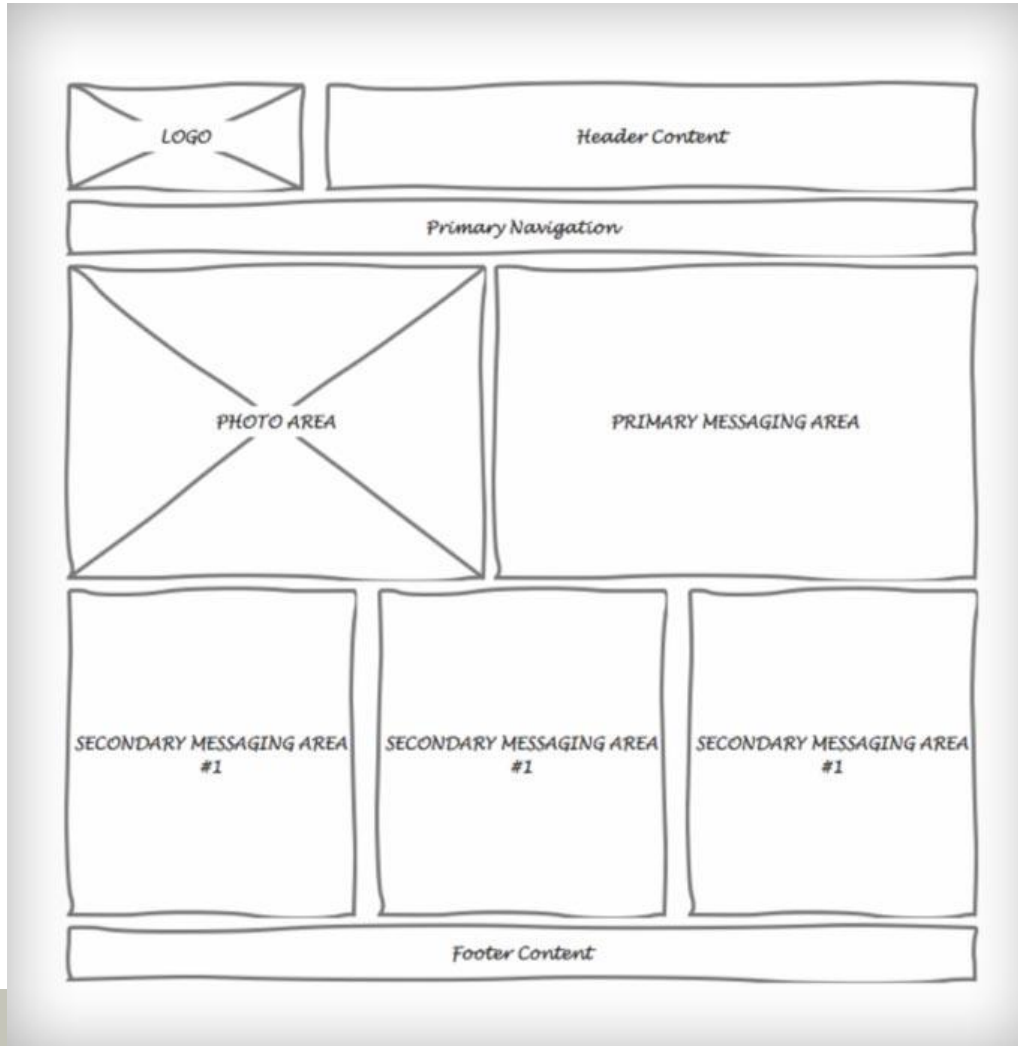 LOGO
Header Content
Primary Navigation
PHOTO AREA
PRIMARY MESSAGING AREA
SECONDARY MESSAGING AREA
#1
SECONDARY MESSAGING AREA
#1
SECONDARY MESSAGING AREA
#1
Footer Content